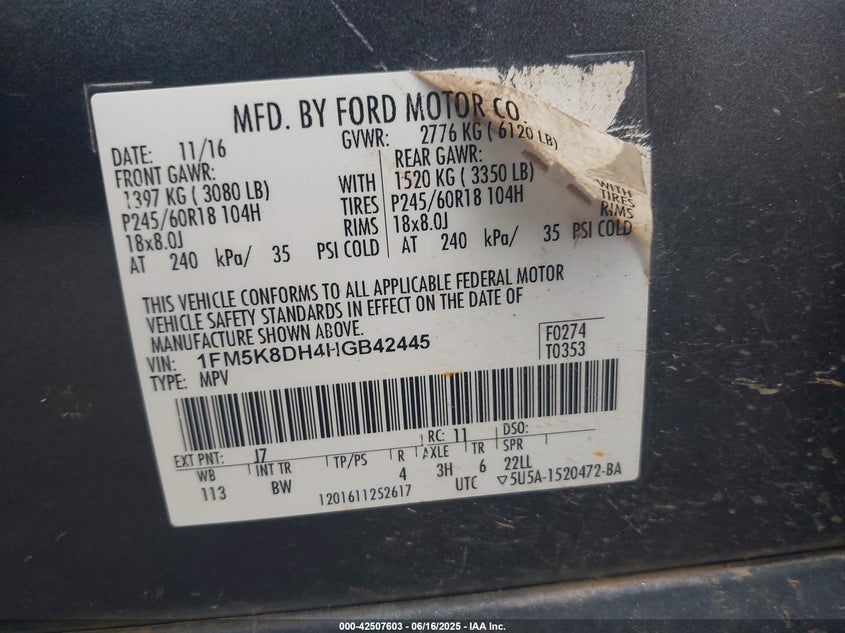 MFD. BY FORD MOTOR CO.
DATE: 11/16 GVWR: 2776 KG ( 6120 LB)
FRONT GAWR: REAR GAWR:
1397 KG ( 3080 LB) WITH 1520 KG ( 3350 LB) WITH
P245/60R18 104H TIRES P245/60R18 104H TIRES
18x8.0J RIMS 18x8.0J RIMS
AT 240 kPa/ 35 PSI COLD AT 240 kPa/ 35 PSI COLD
THIS VEHICLE CONFORMS TO ALL APPLICABLE FEDERAL MOTOR
VEHICLE SAFETY STANDARDS IN EFFECT ON THE DATE OF
MANUFACTURE SHOWN ABOVE.
VIN: 1FM5K8DH4HGB42445 F0274
TYPE: MPV T0353
EXT PNT: J7 RC: 11 DSO:
WB INT TR TP/PS R AXLE TR SPR
113 BW 4 3H 6 22LL
1201611252617 UTC ▽5U5A-1520472-BA
000-42507603 - 06/16/2025 - IAA Inc.